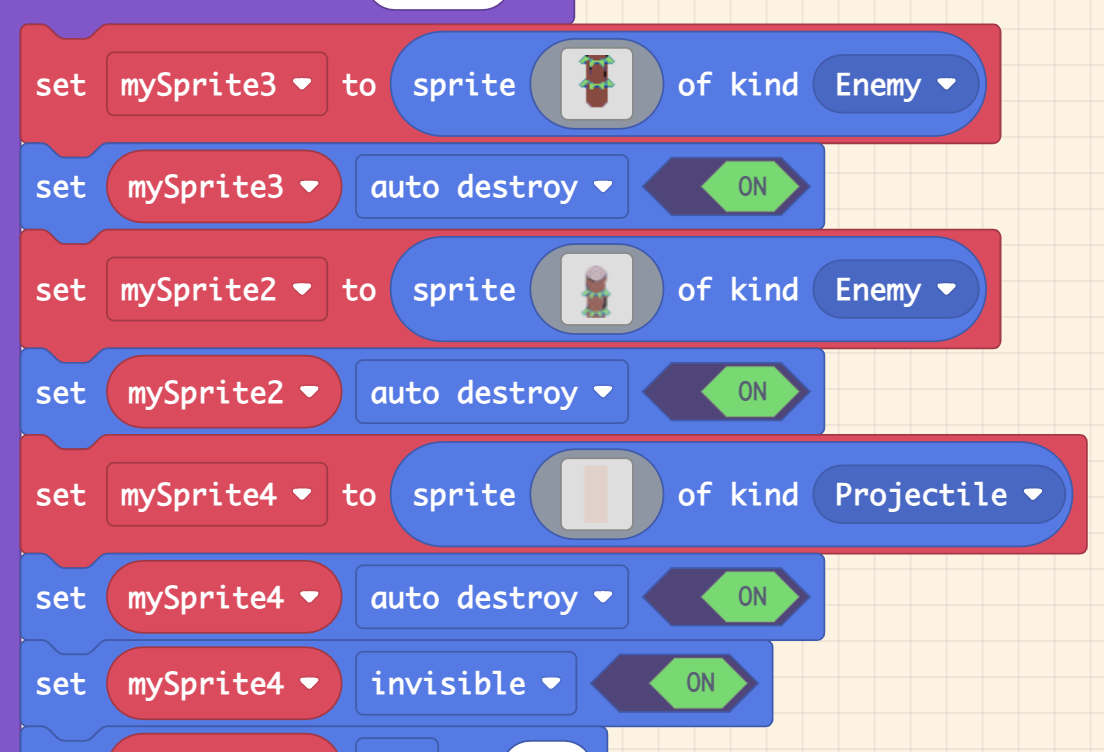 set mySprite3 to sprite of kind Enemy
set mySprite3 auto destroy ON
set mySprite2 to sprite of kind Enemy
set mySprite2 auto destroy ON
set mySprite4 to sprite of kind Projectile
set mySprite4 auto destroy ON
set mySprite4 invisible ON